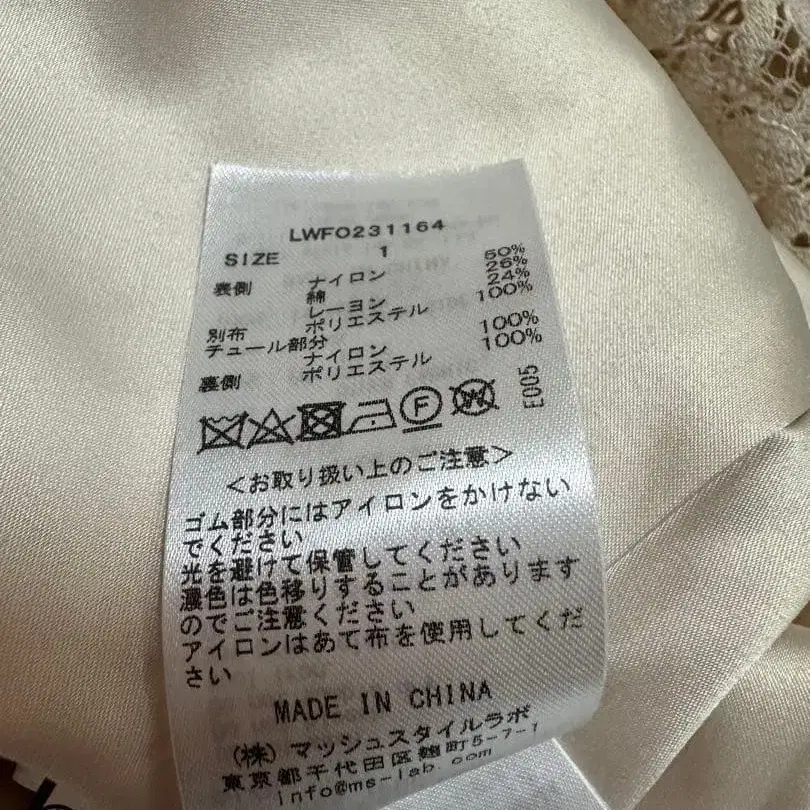 LWFO231164
SIZE 1
表側 ナイロン 50%
綿 26%
レーヨン 24%
別布 ポリエステル 100%
チュール部分
ナイロン 100%
裏側 ポリエステル 100%
F W E005
<お取り扱い上のご注意>
ゴム部分にはアイロンをかけない
でください
光を避けて保管してください
濃色は色移りすることがあります
のでご注意ください
アイロンはあて布を使用してくだ
さい
MADE IN CHINA
(株)マッシュスタイルラボ
東京都千代田区麹町5-7-1
info@ms-lab.com